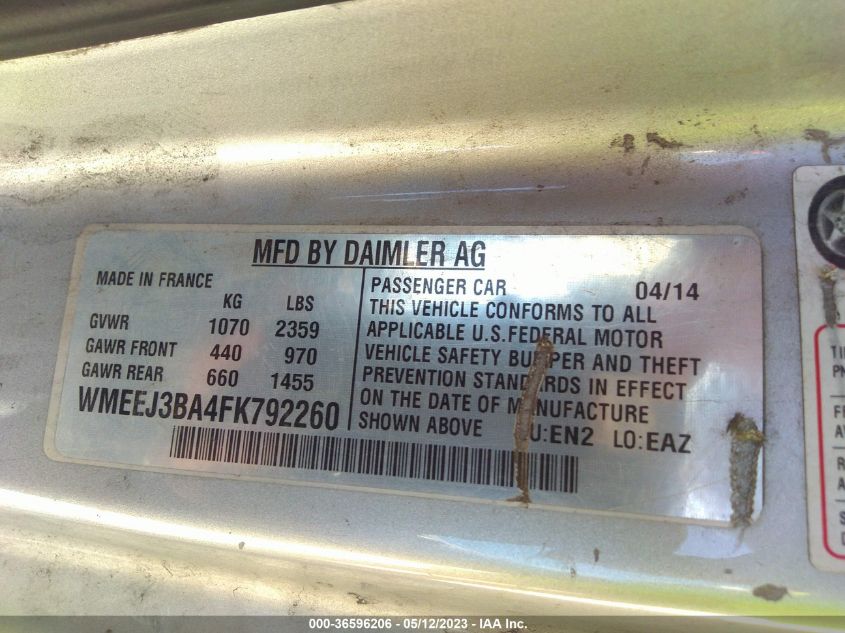 MFD BY DAIMLER AG
MADE IN FRANCE
KG LBS
GVWR 1070 2359
GAWR FRONT 440 970
GAWR REAR 660 1455
WMEEJ3BA4FK792260
PASSENGER CAR 04/14
THIS VEHICLE CONFORMS TO ALL
APPLICABLE U.S.FEDERAL MOTOR
VEHICLE SAFETY BUMPER AND THEFT
PREVENTION STANDARDS IN EFFECT
ON THE DATE OF MANUFACTURE
SHOWN ABOVE U:EN2 LO:EAZ
000-36596206 - 05/12/2023 - IAA Inc.